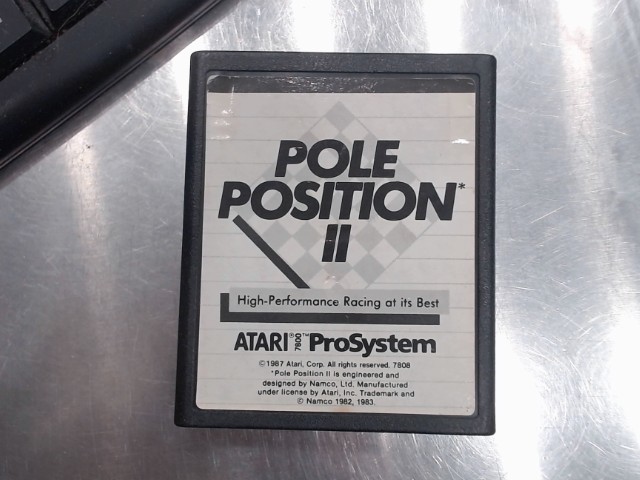 POLE
POSITION*
II
High-Performance Racing at its Best
ATARI® 7800™ ProSystem
©1987 Atari, Corp. All rights reserved. 7808
*Pole Position II is engineered and
designed by Namco, Ltd. Manufactured
under license by Atari, Inc. Trademark and
© Namco 1982, 1983.